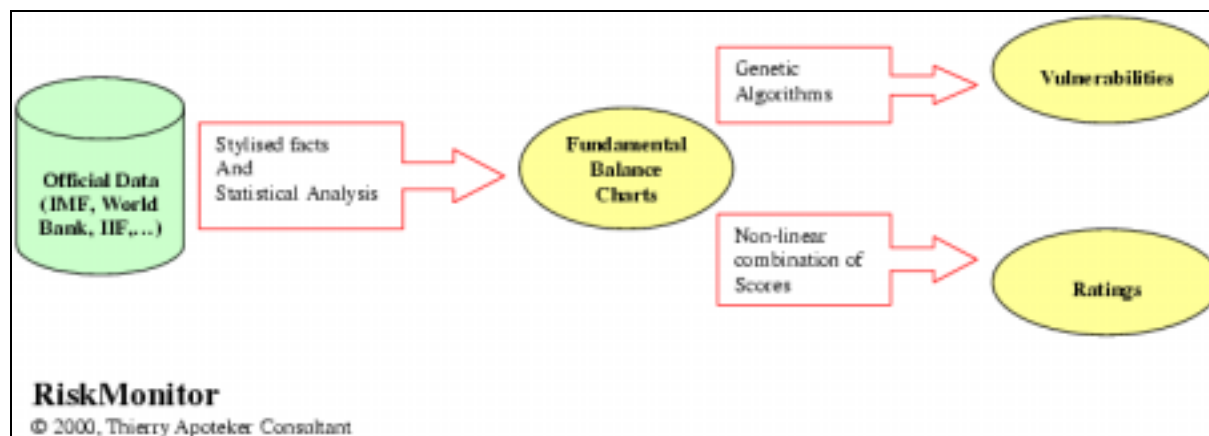 Official Data
(IMF, World
Bank, IIF,...)
Stylised facts
And
Statistical Analysis
Fundamental
Balance
Charts
Genetic
Algorithms
Vulnerabilities
Non-linear
combination of
Scores
Ratings
RiskMonitor
© 2000, Thierry Apoteker Consultant